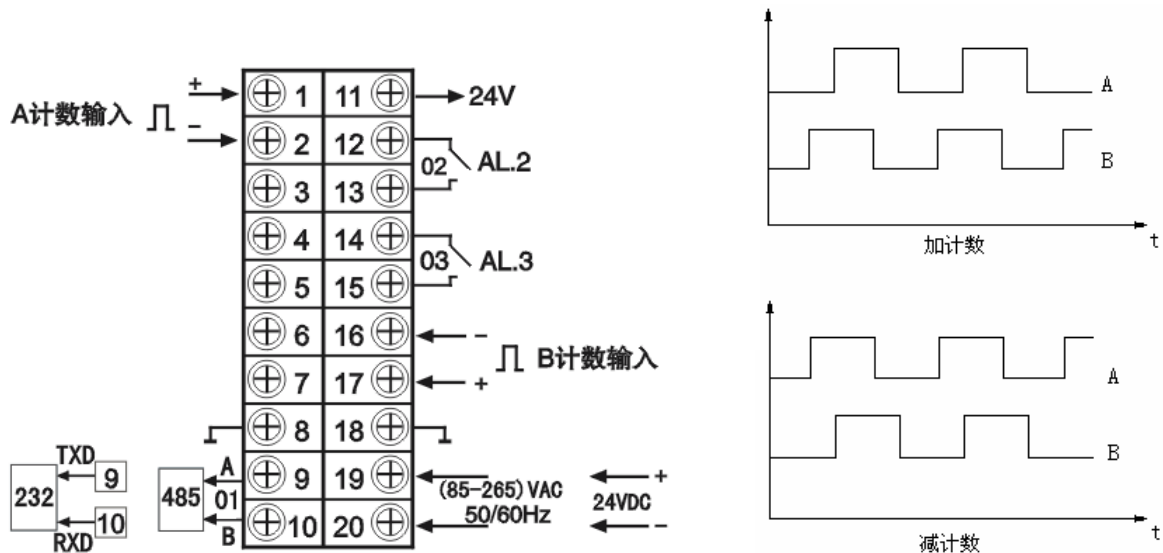 A计数输入
+
−
1 11
24V
2 12
02
AL.2
3 13
4 14
03
AL.3
5 15
6 16
−
B计数输入
7 17
+
8 18
TXD
232
9
10
RXD
485
A
01
B
9 19
10 20
(85-265)VAC
50/60Hz
+
24VDC
−
A
B
加计数
t
A
B
减计数
t